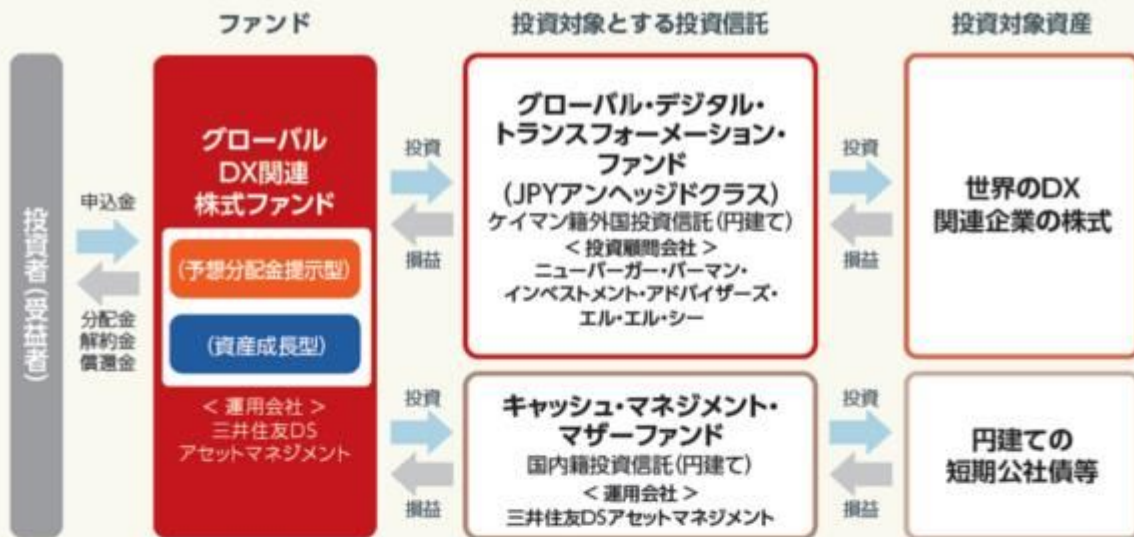 ファンド
投資対象とする投資信託
投資対象資産
投資者(受益者)
申込金
分配金
解約金
償還金
グローバル
DX関連
株式ファンド
(予想分配金提示型)
(資産成長型)
< 運用会社 >
三井住友DS
アセットマネジメント
投資
損益
グローバル・デジタル・
トランスフォーメーション・
ファンド
(JPYアンヘッジドクラス)
ケイマン籍外国投資信託(円建て)
< 投資顧問会社 >
ニューバーガー・バーマン・
インベストメント・アドバイザーズ・
エル・エル・シー
投資
損益
世界のDX
関連企業の株式
投資
損益
キャッシュ・マネジメント・
マザーファンド
国内籍投資信託(円建て)
< 運用会社 >
三井住友DSアセットマネジメント
投資
損益
円建ての
短期公社債等